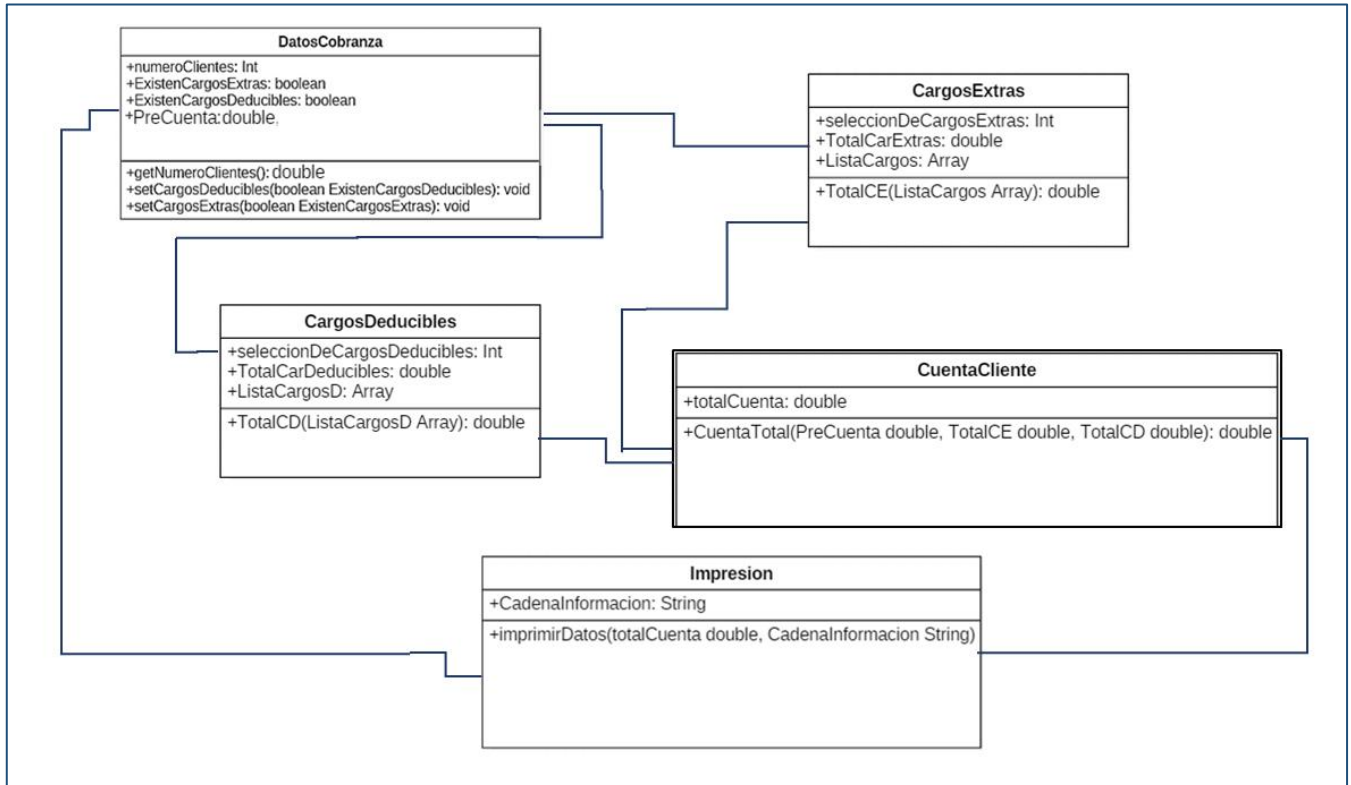 DatosCobranza
+numeroClientes: Int
+ExistenCargosExtras: boolean
+ExistenCargosDeducibles: boolean
+PreCuenta:double.
+getNumeroClientes(): double
+setCargosDeducibles(boolean ExistenCargosDeducibles): void
+setCargosExtras(boolean ExistenCargosExtras): void
CargosExtras
+seleccionDeCargosExtras: Int
+TotalCarExtras: double
+ListaCargos: Array
+TotalCE(ListaCargos Array): double
CargosDeducibles
+seleccionDeCargosDeducibles: Int
+TotalCarDeducibles: double
+ListaCargosD: Array
+TotalCD(ListaCargosD Array): double
CuentaCliente
+totalCuenta: double
+CuentaTotal(PreCuenta double, TotalCE double, TotalCD double): double
Impresion
+CadenaInformacion: String
+imprimirDatos(totalCuenta double, CadenaInformacion String)